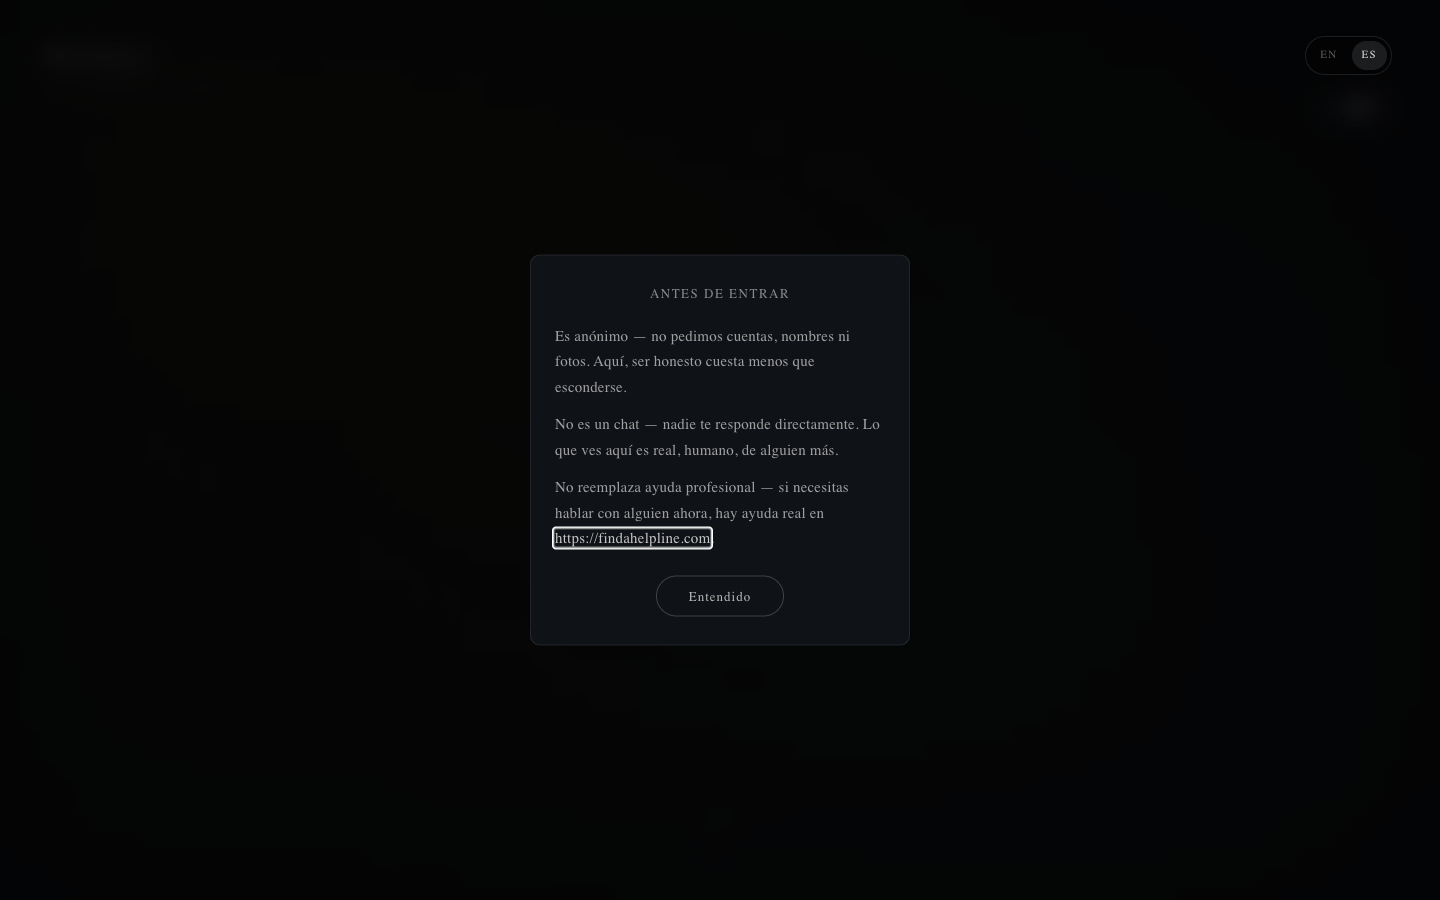 EN ES
ANTES DE ENTRAR
Es anónimo — no pedimos cuentas, nombres ni
fotos. Aquí, ser honesto cuesta menos que
esconderse.
No es un chat — nadie te responde directamente. Lo
que ves aquí es real, humano, de alguien más.
No reemplaza ayuda profesional — si necesitas
hablar con alguien ahora, hay ayuda real en
https://findahelpline.com.
Entendido